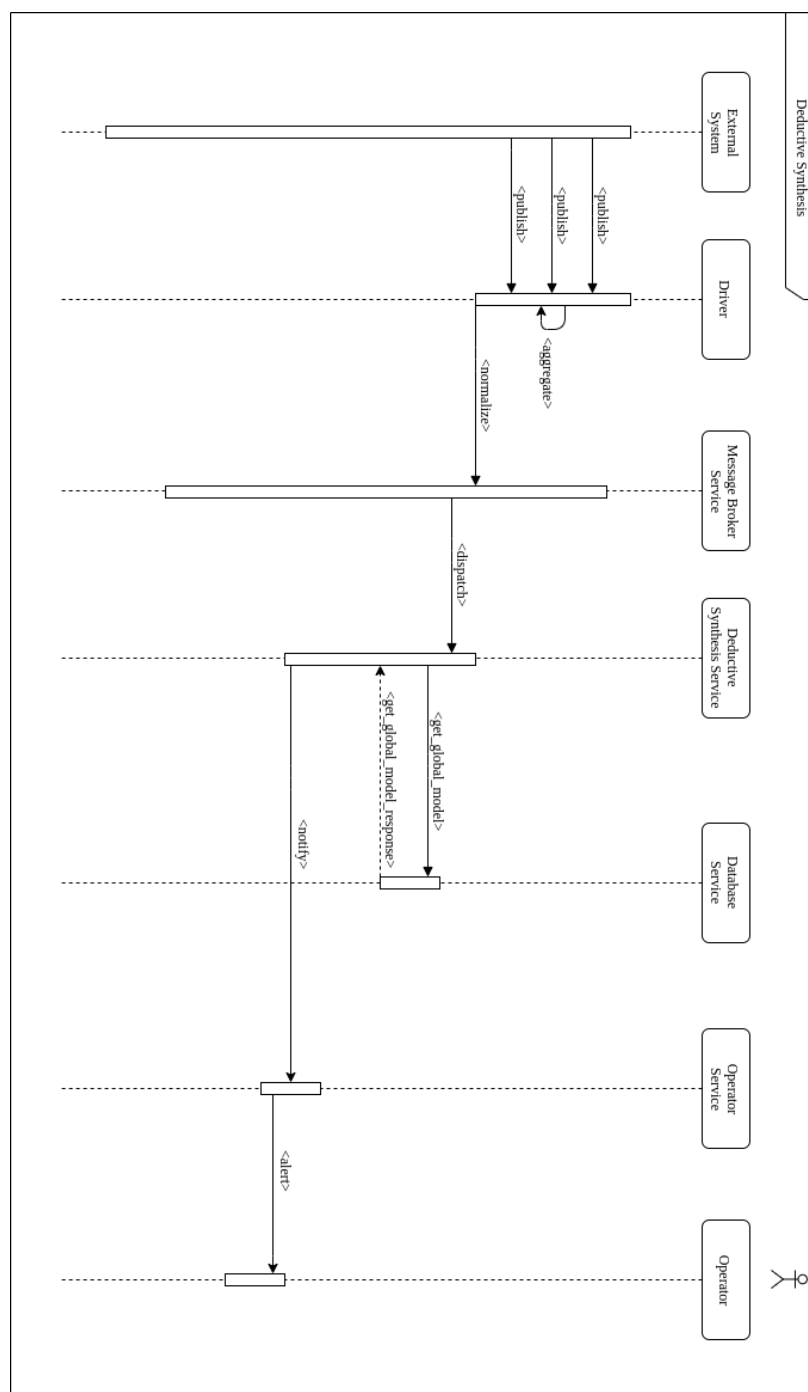 Deductive Synthesis
External
System
Driver
Message Broker
Service
Deductive
Synthesis Service
Database
Service
Operator
Service
Operator
<publish>
<publish>
<publish>
<aggregate>
<normalize>
<dispatch>
<get_global_model>
<get_global_model_response>
<notify>
<alert>